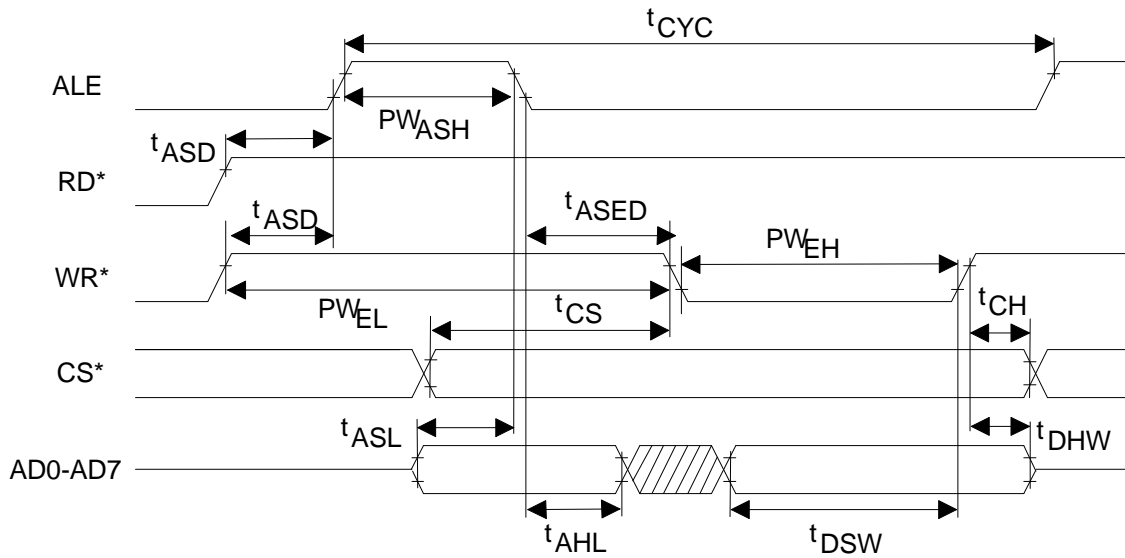 tCYC
ALE
PWASH
tASD
RD*
tASD
tASED
PWEH
WR*
PWEL
tCS
tCH
CS*
tASL
tDHW
AD0-AD7
tAHL
tDSW